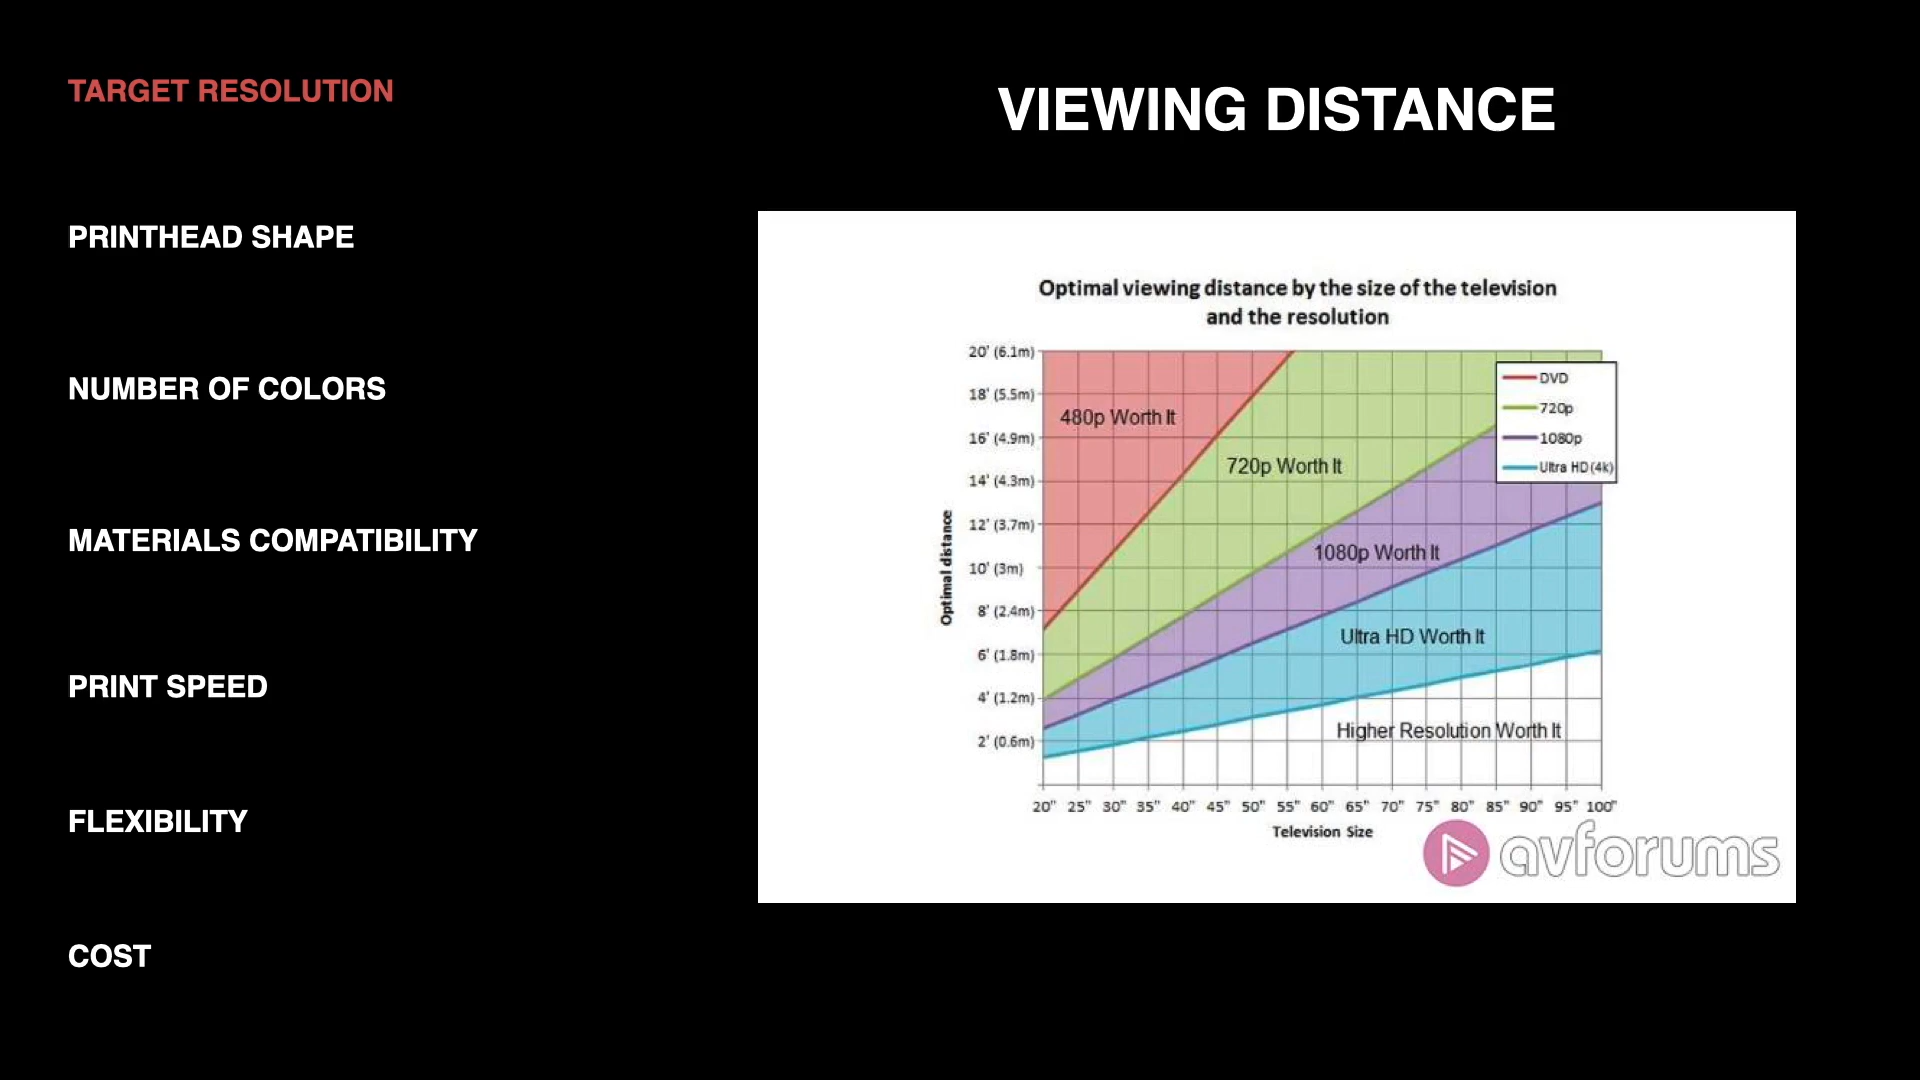 TARGET RESOLUTION
PRINTHEAD SHAPE
NUMBER OF COLORS
MATERIALS COMPATIBILITY
PRINT SPEED
FLEXIBILITY
COST
VIEWING DISTANCE
Optimal viewing distance by the size of the television
and the resolution
Optimal distance
20' (6.1m)
18' (5.5m)
16' (4.9m)
14' (4.3m)
12' (3.7m)
10' (3m)
8' (2.4m)
6' (1.8m)
4' (1.2m)
2' (0.6m)
480p Worth It
720p Worth It
1080p Worth It
Ultra HD Worth It
Higher Resolution Worth It
DVD
720p
1080p
Ultra HD (4k)
20" 25" 30" 35" 40" 45" 50" 55" 60" 65" 70" 75" 80" 85" 90" 95" 100"
Television Size
avforums